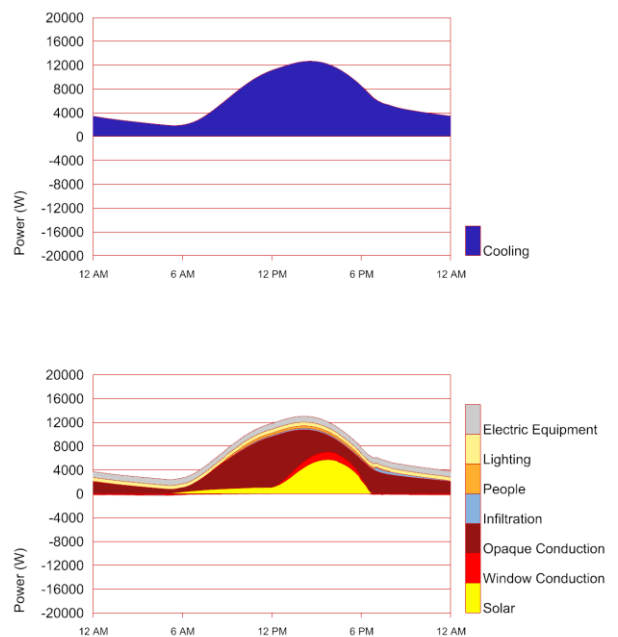 20000
16000
12000
8000
4000
0
-4000
-8000
-12000
-16000
-20000
Power (W)
12 AM 6 AM 12 PM 6 PM 12 AM
Cooling
20000
16000
12000
8000
4000
0
-4000
-8000
-12000
-16000
-20000
Power (W)
12 AM 6 AM 12 PM 6 PM 12 AM
Electric Equipment
Lighting
People
Infiltration
Opaque Conduction
Window Conduction
Solar